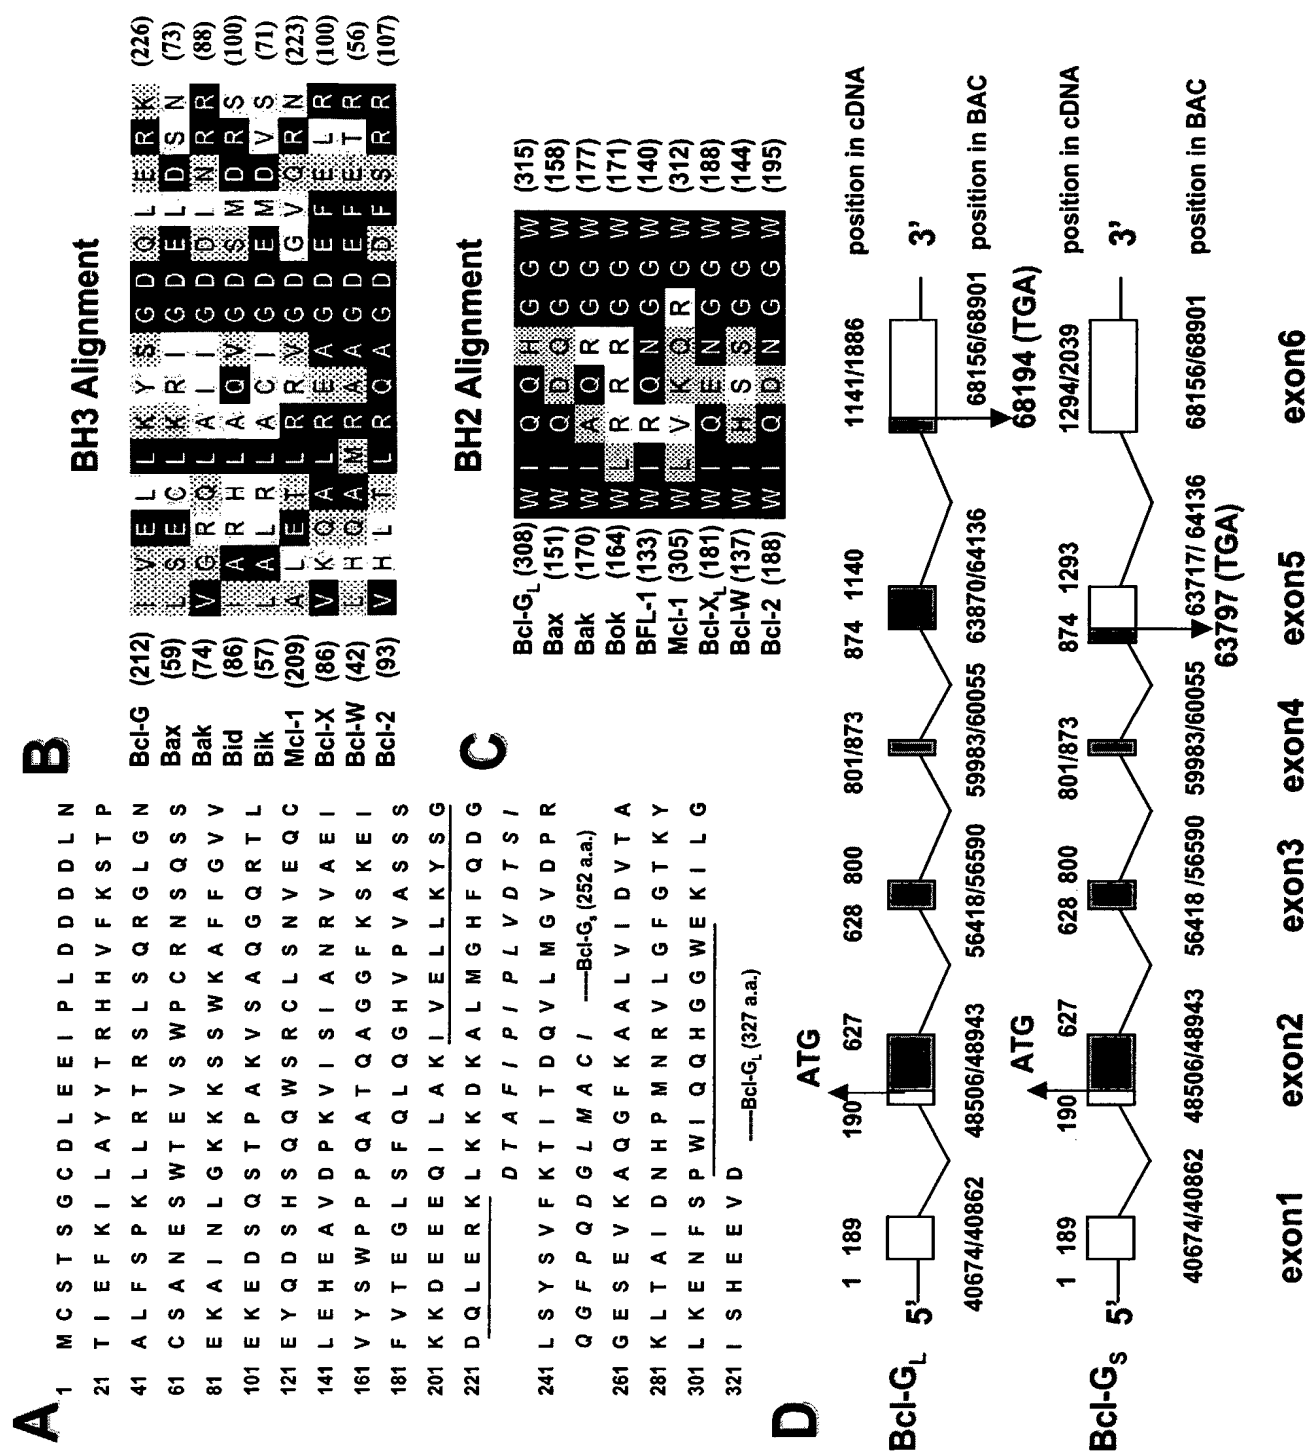 A
1 M C S T S G C D L E E I P L D D D D L N
21 T I E F K I L A Y Y T R H H V F K S T P
41 A L F S P K L L R T R S L S Q R G L G N
61 C S A N E S W T E V S W P C R N S Q S S
81 E K A I N L G K K K S S W K A F F G V V
101 E K E D S Q S T P A K V S A Q G Q R T L
121 E Y Q D S H S Q Q W S R C L S N V E Q C
141 L E H E A V D P K V I S I A N R V A E I
161 V Y S W P P P Q A T Q A G G F K S K E I
181 F V T E G L S F Q L Q G H V P V A S S S
201 K K D E E E Q I L A K I V E L L K Y S G
221 D Q L E R K L K K D K A L M G H F Q D G
D T A F I P I P L V D T S I
241 L S Y S V F K T I T D Q V L M G V D P R
Q G F P Q D G L M A C I -----Bcl-Gs (252 a.a.)
261 G E S E V K A Q G F K A A L V I D V T A
281 K L T A I D N H P M N R V L G F G T K Y
301 L K E N F S P W I Q Q H G G W E K I L G
321 I S H E E V D -----Bcl-GL (327 a.a.)
B
BH3 Alignment
Bcl-G (212) I V E L L K Y S G D Q L E R K (226)
Bax (59) L S E C L K R I G D E L D S N (73)
Bak (74) V G R Q L A I I G D D I N R R (88)
Bid (86) I A R H L A Q V G D S M D R S (100)
Bik (57) L A L R L A C I G D E M D V S (71)
Mcl-1 (209) A L E T L R R V G D G V Q R N (223)
Bcl-X (86) V K Q A L R E A G D E F E L R (100)
Bcl-W (42) L H Q A M R A A G D E F E T R (56)
Bcl-2 (93) V H L T L R Q A G D D F S R R (107)
C
BH2 Alignment
Bcl-GL (308) W I Q Q H G G W (315)
Bax (151) W I Q D Q G G W (158)
Bak (170) W I A Q R G G W (177)
Bok (164) W L R R R G G W (171)
BFL-1 (133) W I R Q N G G W (140)
Mcl-1 (305) W L V K Q R G W (312)
Bcl-XL (181) W I Q E N G G W (188)
Bcl-W (137) W I H S S G G W (144)
Bcl-2 (188) W I Q D N G G W (195)
D
ATG
1 189 190 627 628 800 801/873 874 1140 1141/1886 position in cDNA
Bcl-GL 5' 3'
40674/40862 48506/48943 56418/56590 59983/60055 63870/64136 68156/68901 position in BAC
68194 (TGA)
ATG
1 189 190 627 628 800 801/873 874 1293 1294/2039 position in cDNA
Bcl-GS 5' 3'
40674/40862 48506/48943 56418 /56590 59983/60055 63717/ 64136 68156/68901 position in BAC
63797 (TGA)
exon1 exon2 exon3 exon4 exon5 exon6